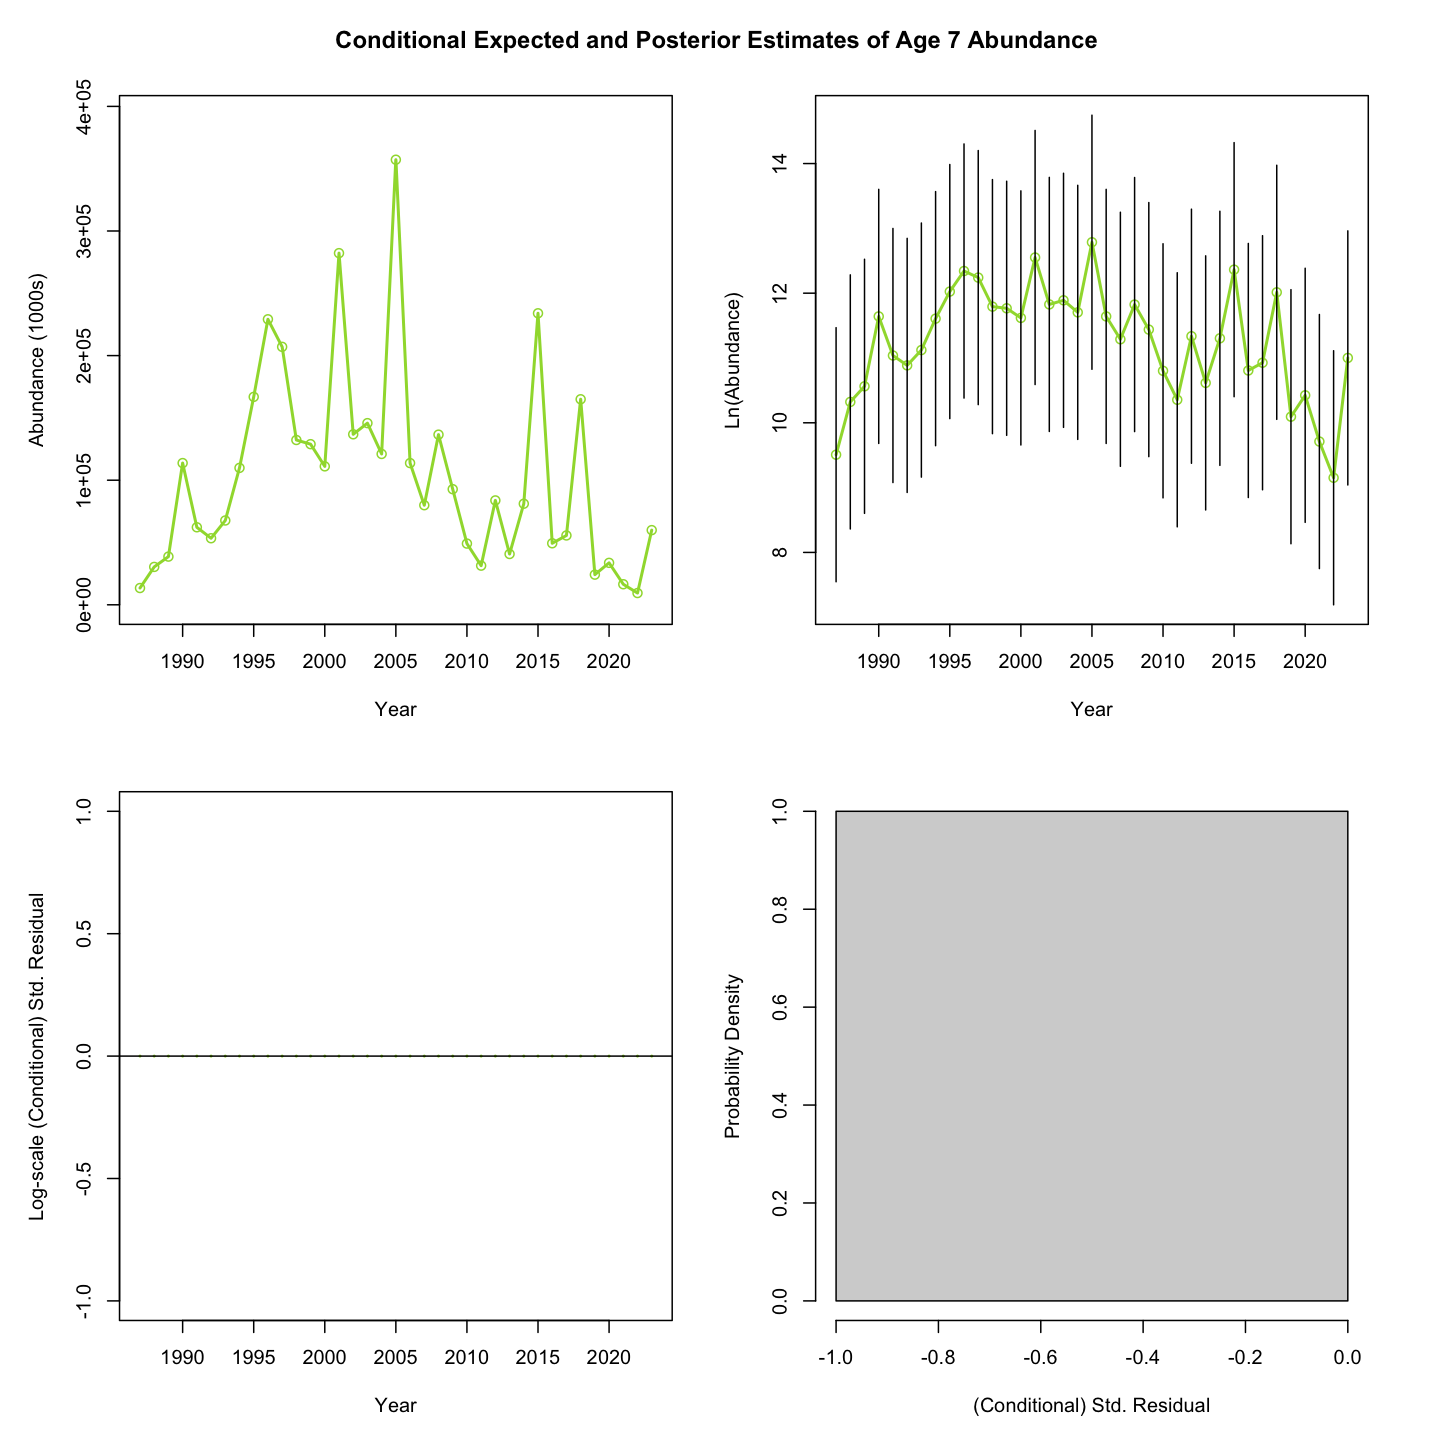 Conditional Expected and Posterior Estimates of Age 7 Abundance
Abundance (1000s)
4e+05
3e+05
2e+05
1e+05
0e+00
1990 1995 2000 2005 2010 2015 2020
Year
Ln(Abundance)
14
12
10
8
1990 1995 2000 2005 2010 2015 2020
Year
Log-scale (Conditional) Std. Residual
1.0
0.5
0.0
-0.5
-1.0
1990 1995 2000 2005 2010 2015 2020
Year
Probability Density
1.0
0.8
0.6
0.4
0.2
0.0
-1.0 -0.8 -0.6 -0.4 -0.2 0.0
(Conditional) Std. Residual